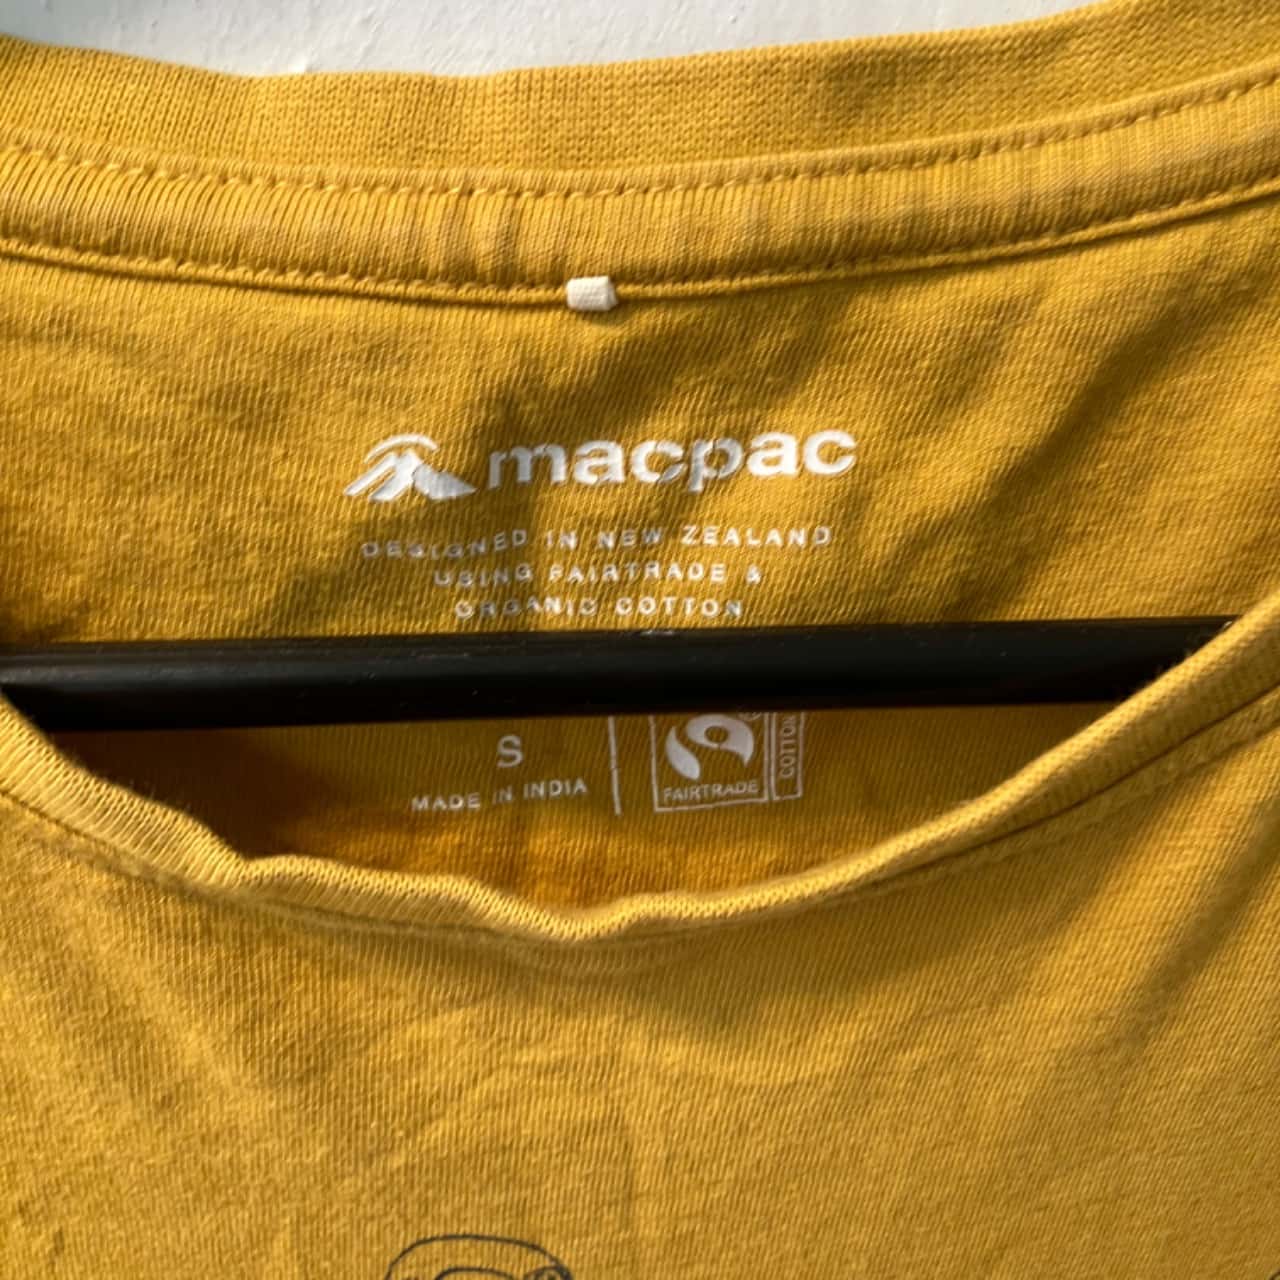 macpac
DESIGNED IN NEW ZEALAND
USING FAIRTRADE &
ORGANIC COTTON
S
MADE IN INDIA
FAIRTRADE
COTTON